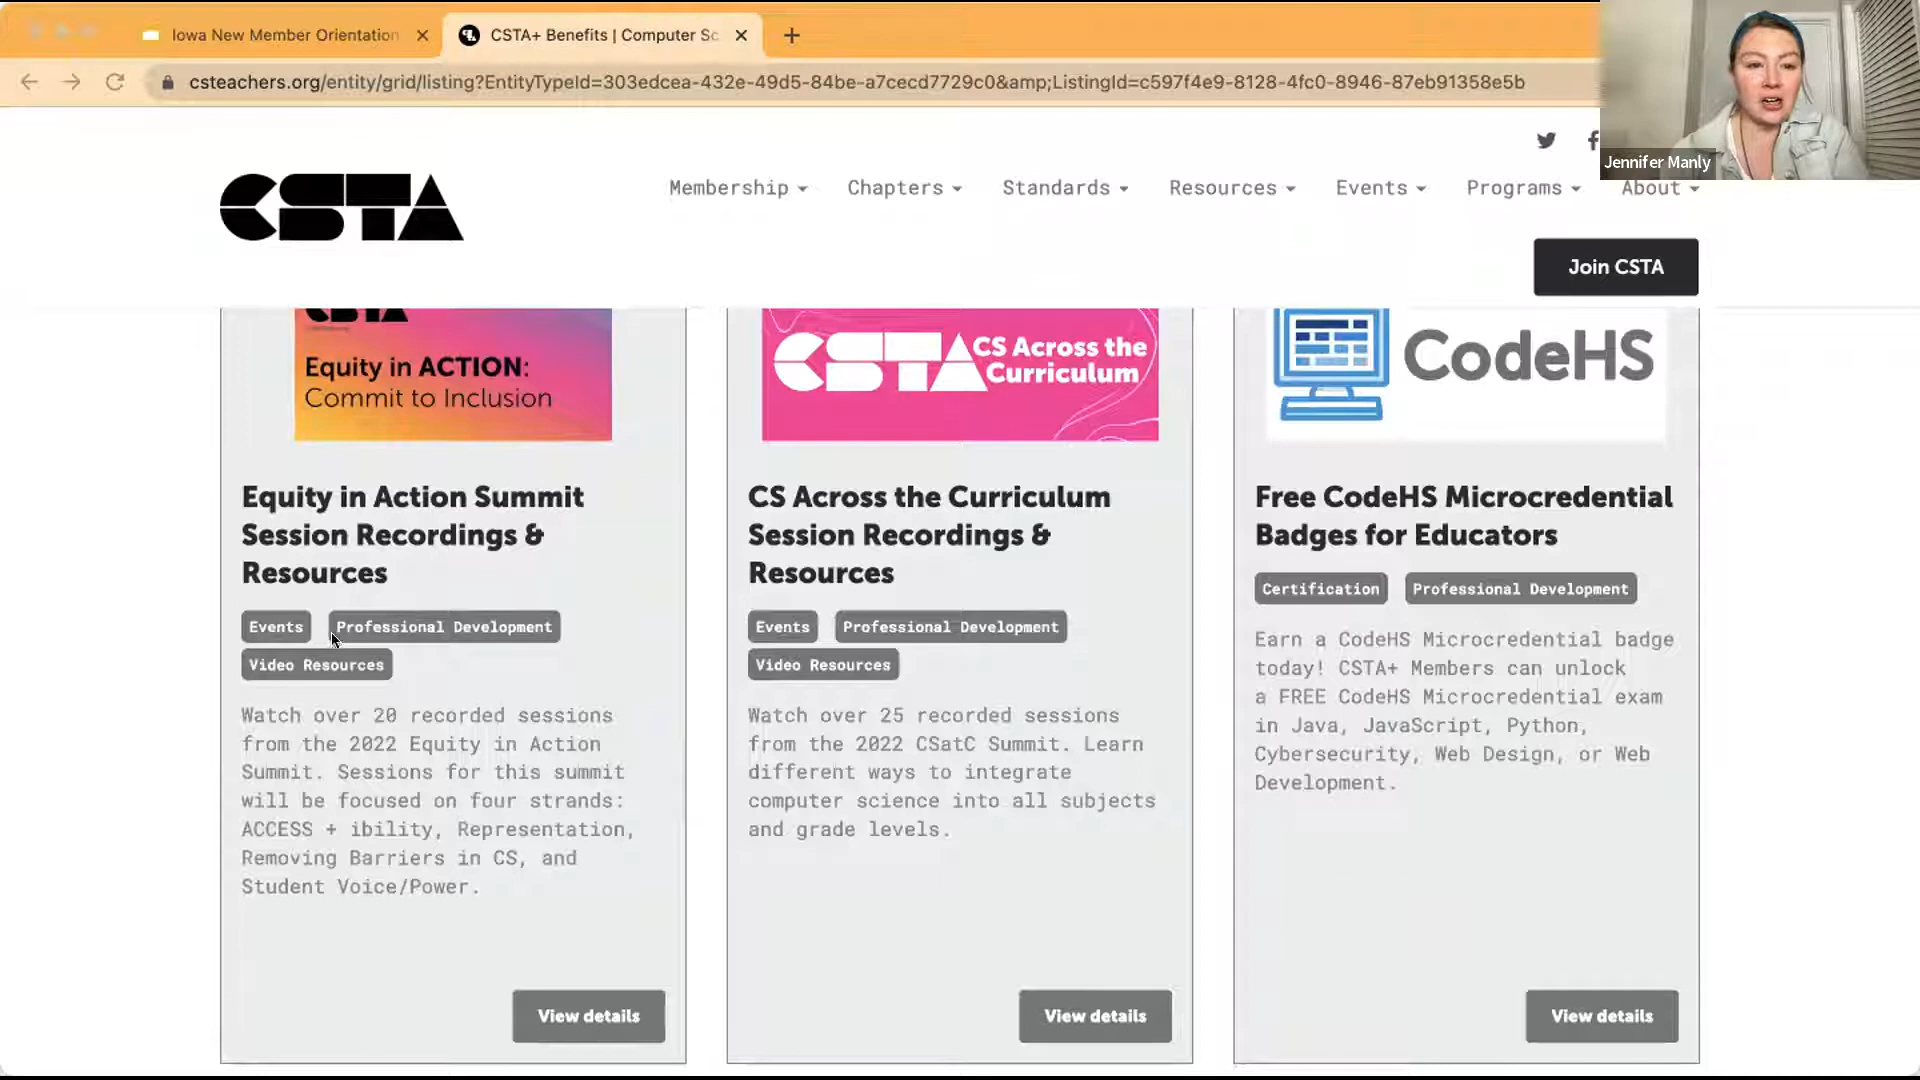 Iowa New Member Orientation
CSTA+ Benefits | Computer Sc
csteachers.org/entity/grid/listing?EntityTypeId=303edcea-432e-49d5-84be-a7cecd7729c0&amp;ListingId=c597f4e9-8128-4fc0-8946-87eb91358e5b
Jennifer Manly
CSTA
Membership Chapters Standards Resources Events Programs About
Join CSTA
CSTA
Equity in ACTION:
Commit to Inclusion
Equity in Action Summit
Session Recordings &
Resources
Events Professional Development
Video Resources
Watch over 20 recorded sessions
from the 2022 Equity in Action
Summit. Sessions for this summit
will be focused on four strands:
ACCESS + ibility, Representation,
Removing Barriers in CS, and
Student Voice/Power.
View details
CSTA CS Across the
Curriculum
CS Across the Curriculum
Session Recordings &
Resources
Events Professional Development
Video Resources
Watch over 25 recorded sessions
from the 2022 CSatC Summit. Learn
different ways to integrate
computer science into all subjects
and grade levels.
View details
CodeHS
Free CodeHS Microcredential
Badges for Educators
Certification Professional Development
Earn a CodeHS Microcredential badge
today! CSTA+ Members can unlock
a FREE CodeHS Microcredential exam
in Java, JavaScript, Python,
Cybersecurity, Web Design, or Web
Development.
View details